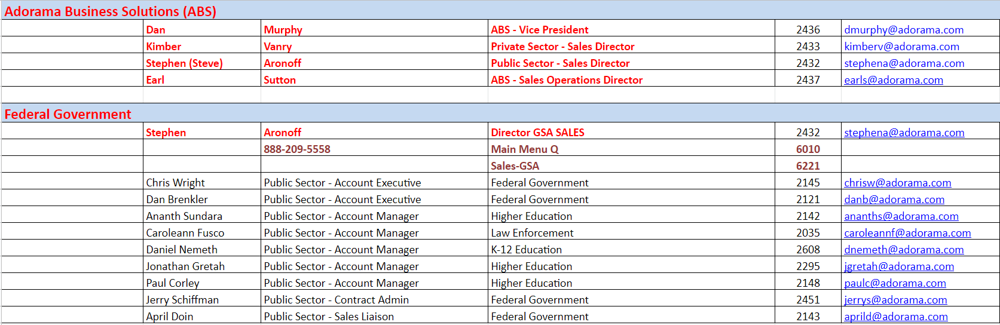 Adorama Business Solutions (ABS)
Dan Murphy ABS - Vice President 2436 dmurphy@adorama.com
Kimber Vanry Private Sector - Sales Director 2433 kimberv@adorama.com
Stephen (Steve) Aronoff Public Sector - Sales Director 2432 stephena@adorama.com
Earl Sutton ABS - Sales Operations Director 2437 earls@adorama.com
Federal Government
Stephen Aronoff Director GSA SALES 2432 stephena@adorama.com
888-209-5558 Main Menu Q 6010
Sales-GSA 6221
Chris Wright Public Sector - Account Executive Federal Government 2145 chrisw@adorama.com
Dan Brenkler Public Sector - Account Executive Federal Government 2121 danb@adorama.com
Ananth Sundara Public Sector - Account Manager Higher Education 2142 ananths@adorama.com
Caroleann Fusco Public Sector - Account Manager Law Enforcement 2035 caroleannf@adorama.com
Daniel Nemeth Public Sector - Account Manager K-12 Education 2608 dnemeth@adorama.com
Jonathan Gretah Public Sector - Account Manager Higher Education 2295 jgretah@adorama.com
Paul Corley Public Sector - Account Manager Higher Education 2148 paulc@adorama.com
Jerry Schiffman Public Sector - Contract Admin Federal Government 2451 jerrys@adorama.com
April Doin Public Sector - Sales Liaison Federal Government 2143 aprild@adorama.com